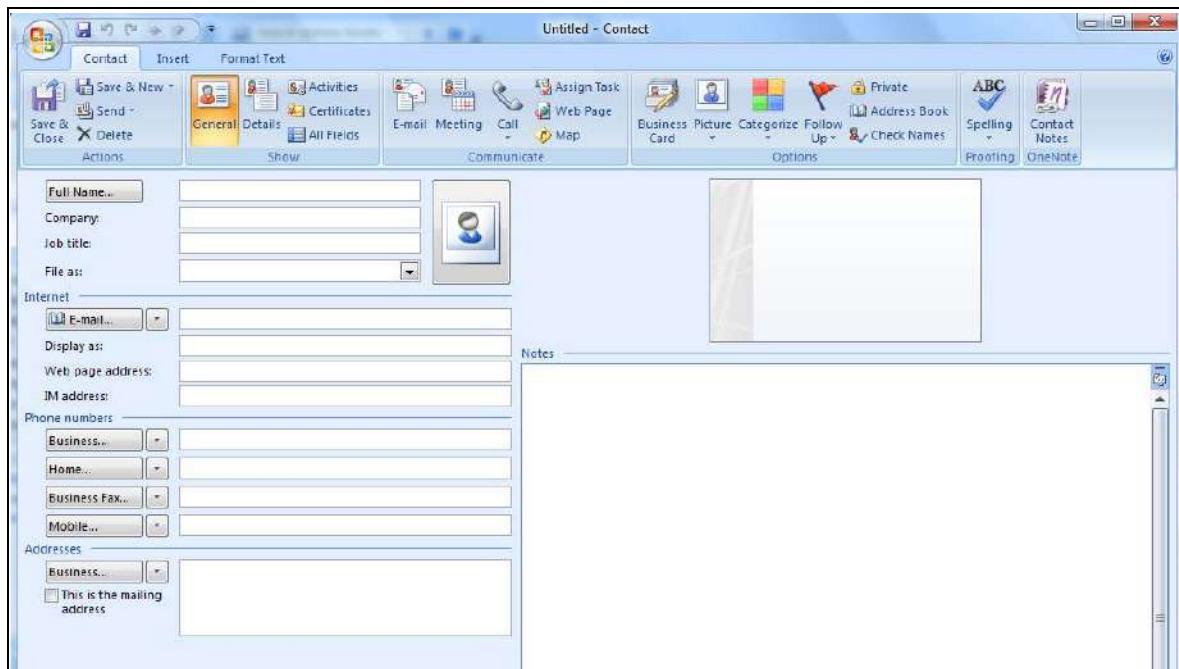 Untitled - Contact
Contact Insert Format Text
Save & Close
Save & New
Send
Delete
Actions
General
Details
Activities
Certificates
All Fields
Show
E-mail
Meeting
Call
Assign Task
Web Page
Map
Communicate
Business Card
Picture
Categorize
Follow Up
Private
Address Book
Check Names
Options
ABC
Spelling
Proofing
Contact Notes
OneNote
Full Name...
Company:
Job title:
File as:
Internet
E-mail...
Display as:
Web page address:
IM address:
Phone numbers
Business...
Home...
Business Fax...
Mobile...
Addresses
Business...
This is the mailing
address
Notes